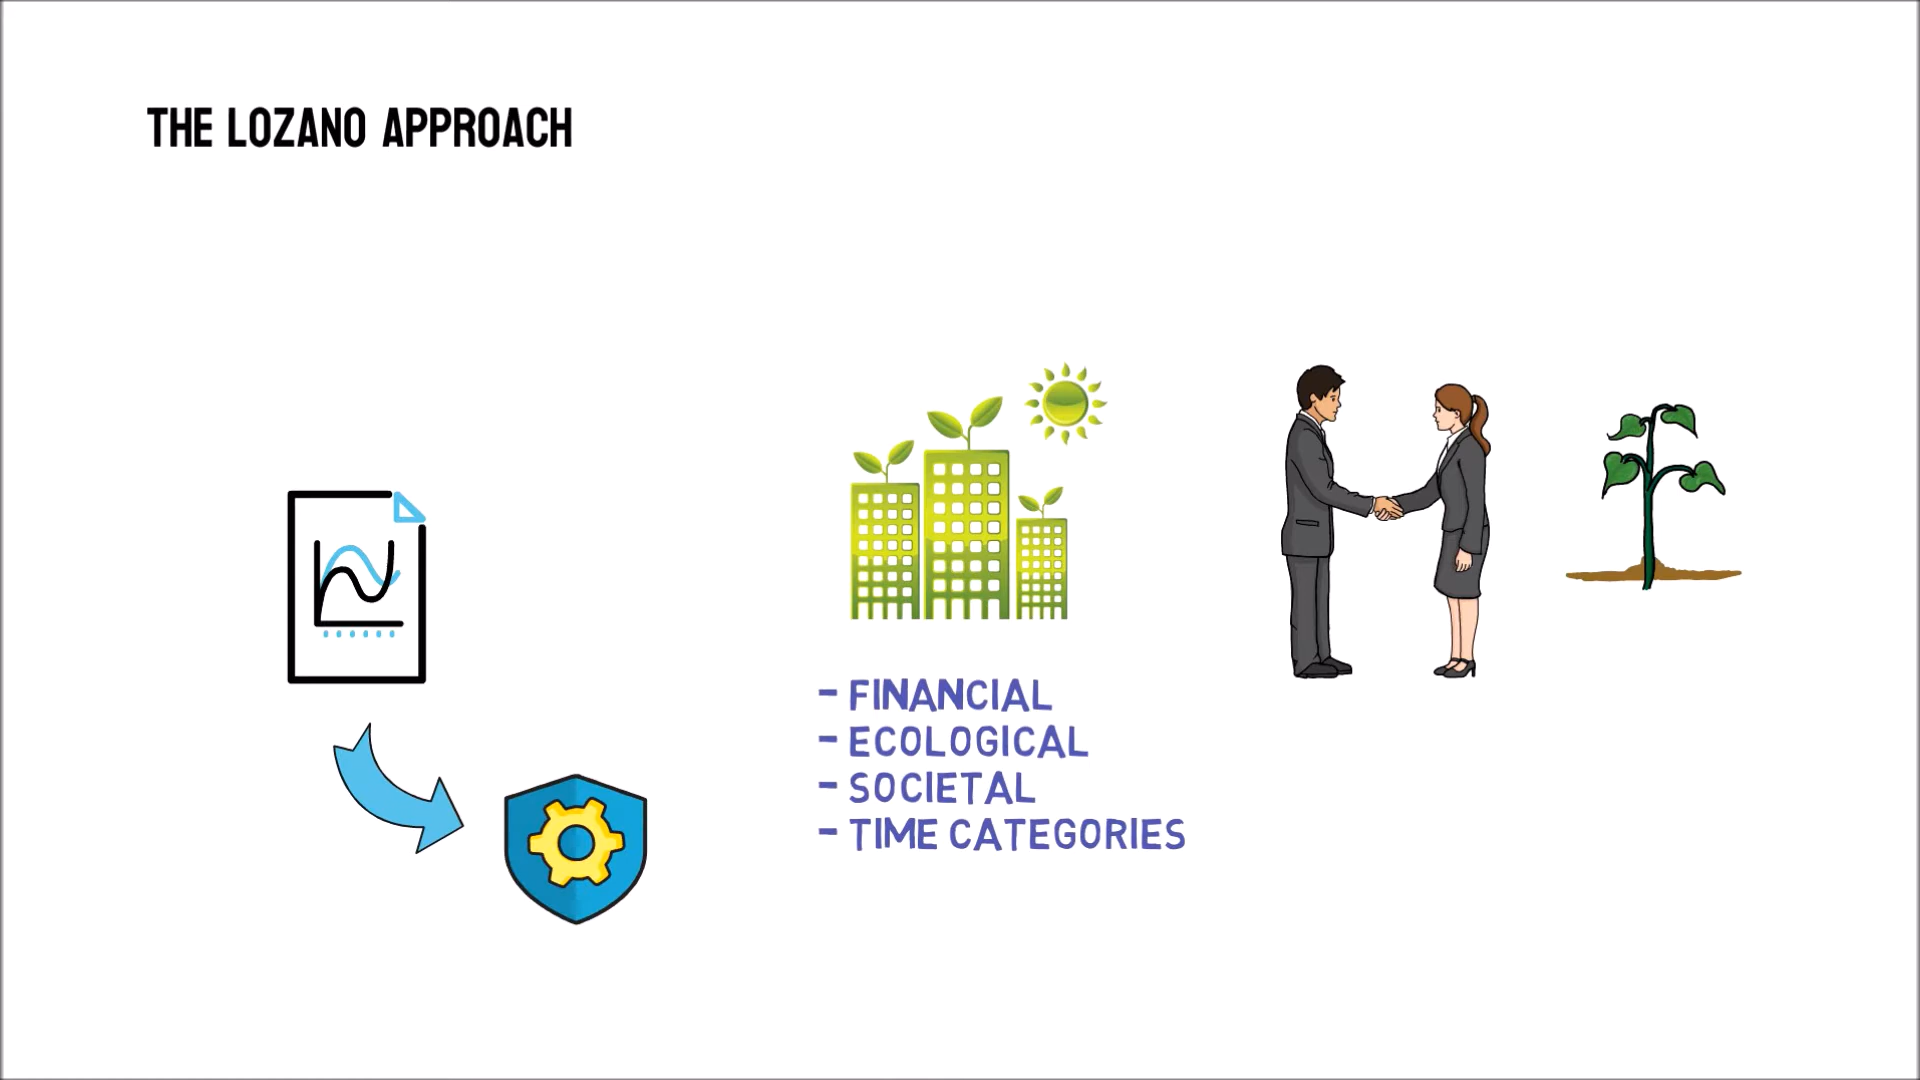 THE LOZANO APPROACH
- FINANCIAL
- ECOLOGICAL
- SOCIETAL
- TIME CATEGORIES